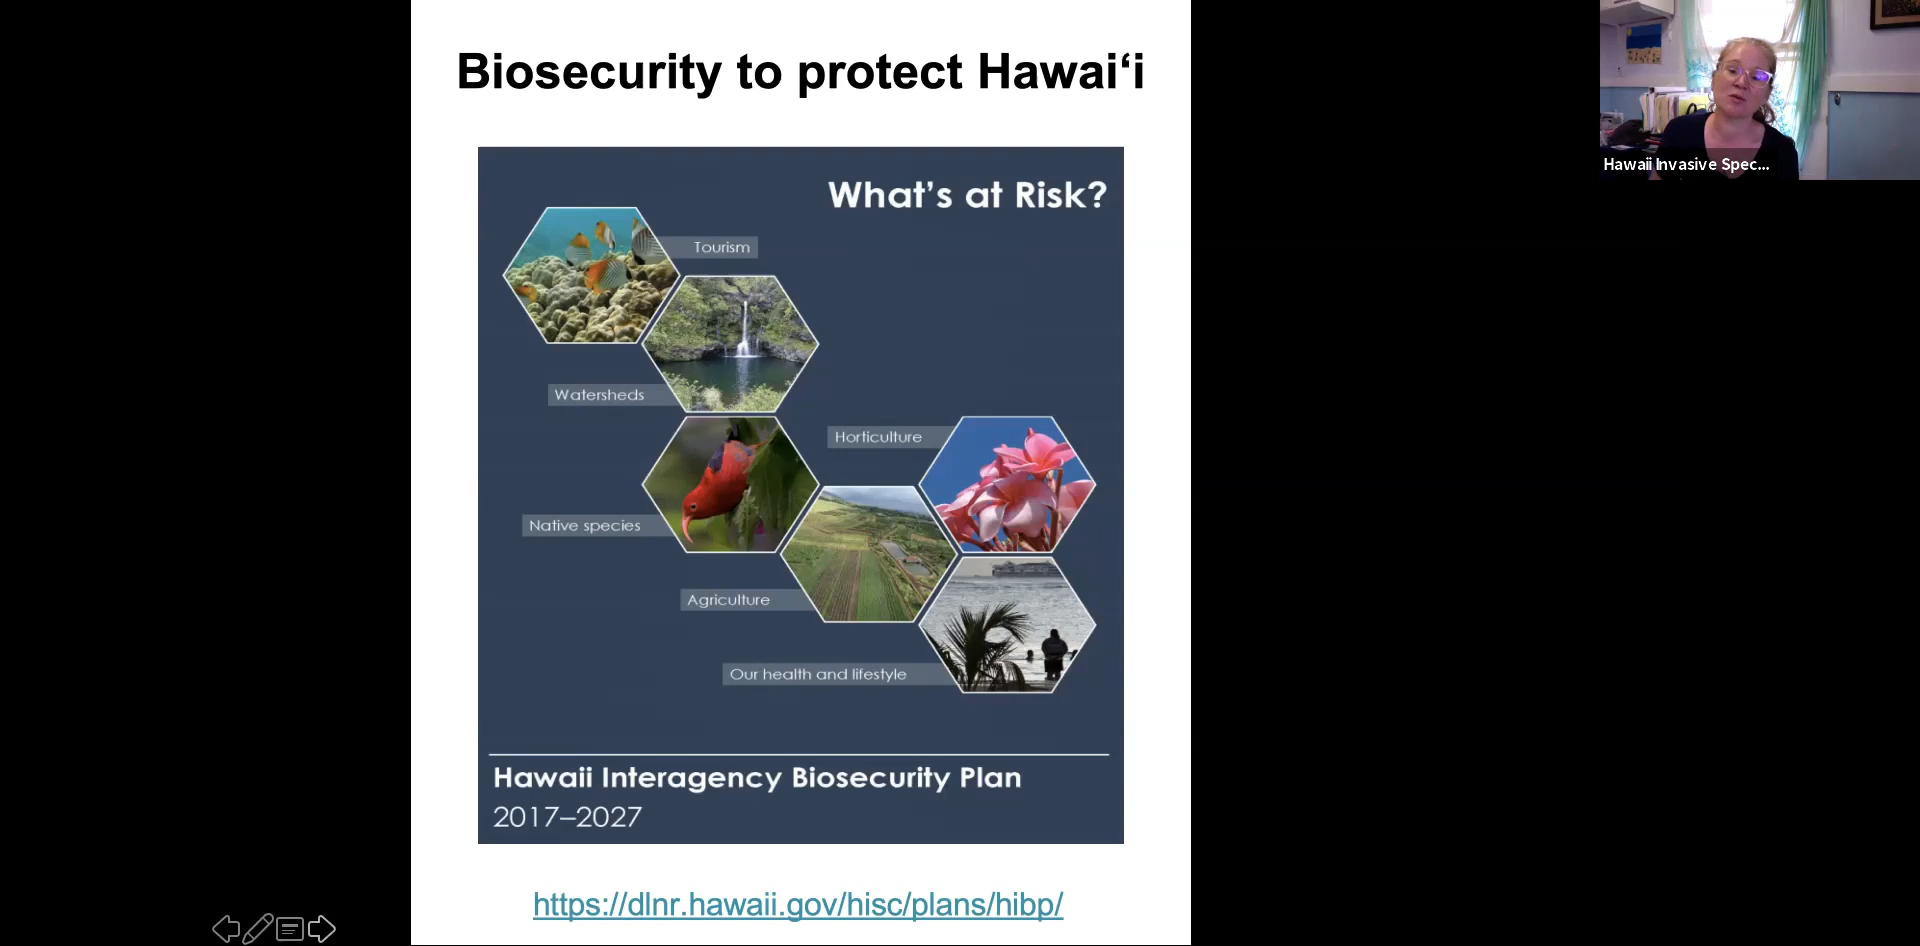 Biosecurity to protect Hawai‘i
What’s at Risk?
Tourism
Watersheds
Horticulture
Native species
Agriculture
Our health and lifestyle
Hawaii Interagency Biosecurity Plan
2017–2027
https://dlnr.hawaii.gov/hisc/plans/hibp/
Hawaii Invasive Spec...